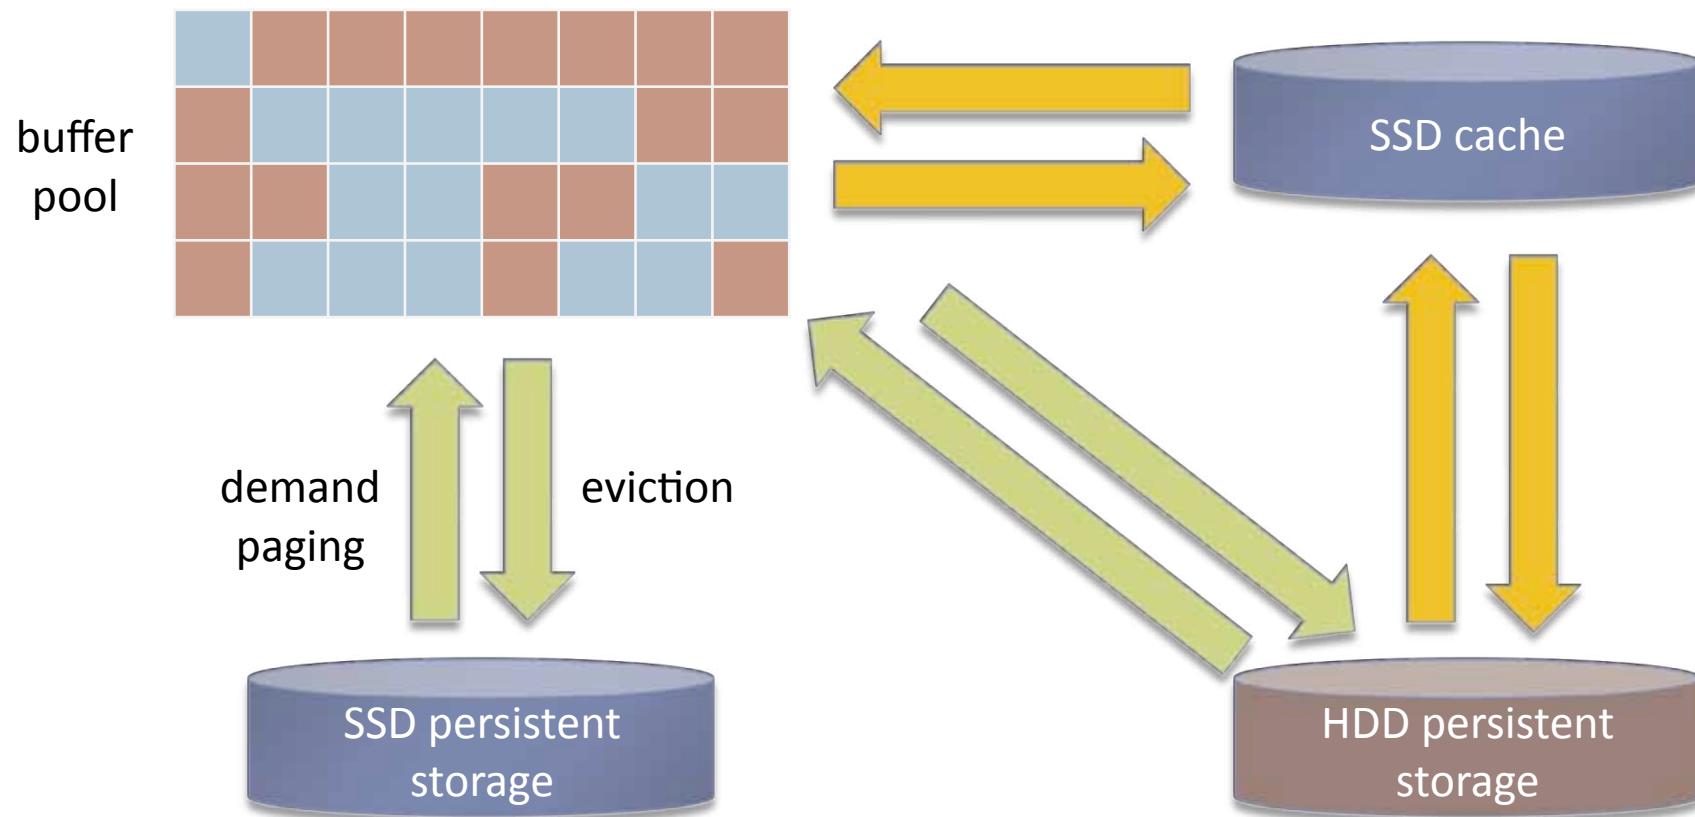 buffer
pool
SSD cache
demand
paging
eviction
SSD persistent
storage
HDD persistent
storage